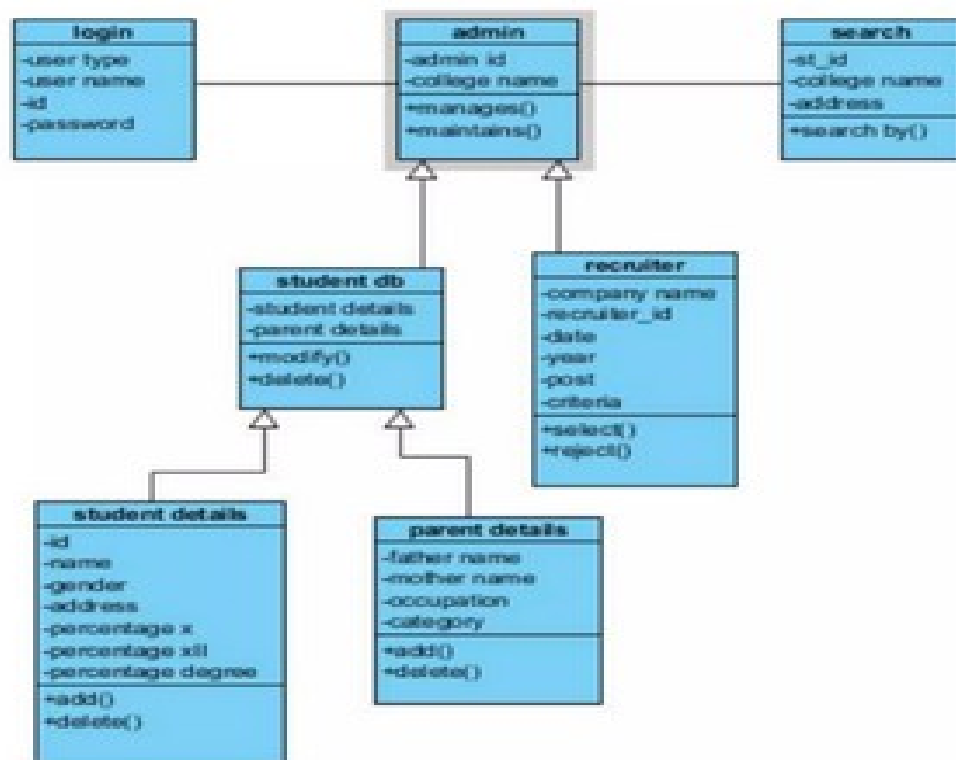 login
-user type
-user name
-id
-password
admin
-admin id
-college name
+manages()
+maintains()
search
-st_id
-college name
-address
+search by()
student db
-student details
-parent details
+modify()
+delete()
recruiter
-company name
-recruiter_id
-date
-year
-post
-criteria
+select()
+reject()
student details
-id
-name
-gender
-address
-percentage x
-percentage xII
-percentage degree
+add()
+delete()
parent details
-father name
-mother name
-occupation
-category
+add()
+delete()